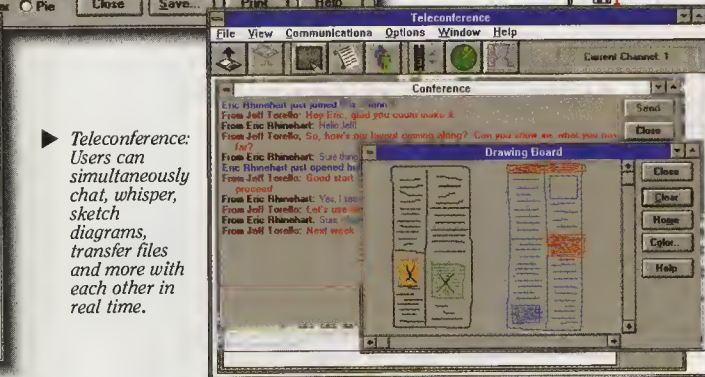 Pie
Close
Save...
Print
Help
Teleconference
File View Communications Options Window Help
Current Channel: 1
Conference
Eric Rhinehart just joined
From Jeff Torello: Hey Eric, glad you could make it
From Eric Rhinehart: Hello Jeff!
From Jeff Torello: So, how's our layout coming along? Can you show me what you have
far?
From Eric Rhinehart: Sure thing
Eric Rhinehart just opened
From Jeff Torello: Good start
proceed
From Eric Rhinehart: Yes, I see
From Jeff Torello: Let's use
From Eric Rhinehart: Sure
From Jeff Torello: Next week
Send
Close
Drawing Board
Close
Clear
Huge
Color...
Help
Teleconference:
Users can
simultaneously
chat, whisper,
sketch
diagrams,
transfer files
and more with
each other in
real time.